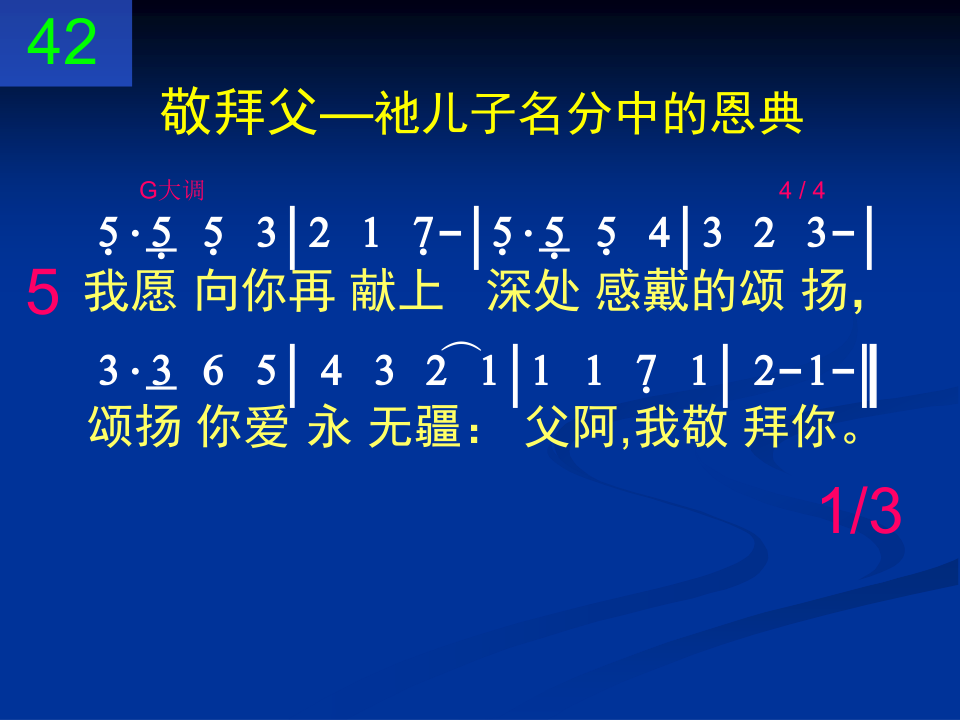 42
敬拜父—祂儿子名分中的恩典
G大调 4 / 4
5̣ · 5̣ 5̣ 3 | 2 1 7̣ – | 5̣ · 5̣ 5̣ 4 | 3 2 3 – |
5 我愿 向你再 献上 深处 感戴的颂 扬，
3 · 3 6 5 | 4 3 2 1 | 1 1 7̣ 1 | 2 – 1 – ‖
颂扬 你爱 永 无疆： 父阿,我敬 拜你。
1/3